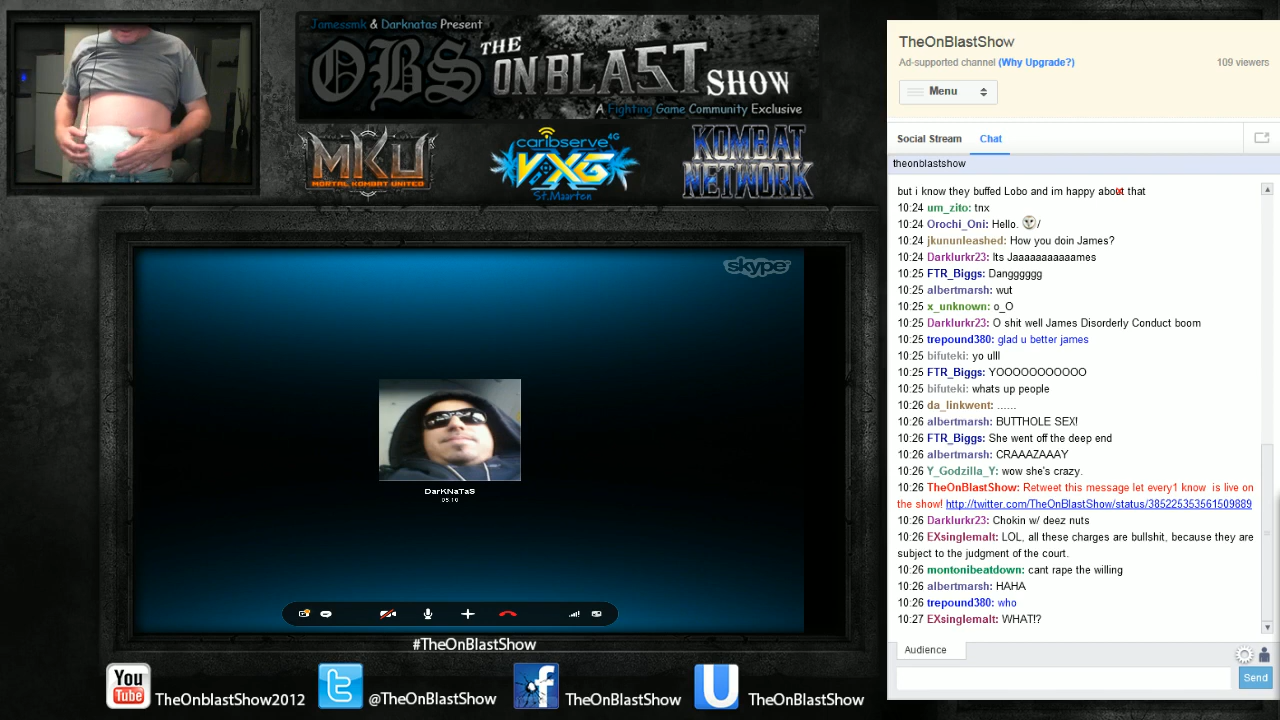 Jamessmk & Darknatas Present
OBS THE ON BLAST SHOW
A Fighting Game Community Exclusive
MKU
MORTAL KOMBAT UNITED
caribserve 4G
VXG
St.Maarten
KOMBAT
NETWORK
skype
DarKNaTaS
#TheOnBlastShow
You
Tube
TheOnblastShow2012
@TheOnBlastShow
TheOnBlastShow
TheOnBlastShow
TheOnBlastShow
Ad-supported channel (Why Upgrade?)
109 viewers
Menu
Social Stream
Chat
theonblastshow
but i know they buffed Lobo and im happy about that
10:24 um_zito: tnx
10:24 Orochi_Oni: Hello. /
10:24 jkununleashed: How you doin James?
10:24 Darklurkr23: Its Jaaaaaaaaaames
10:25 FTR_Biggs: Dangggggg
10:25 albertmarsh: wut
10:25 x_unknown: o_O
10:25 Darklurkr23: O shit well James Disorderly Conduct boom
10:25 trepound380: glad u better james
10:25 bifuteki: yo ulll
10:25 FTR_Biggs: YOOOOOOOOOOO
10:25 bifuteki: whats up people
10:26 da_linkwent: ......
10:26 albertmarsh: BUTTHOLE SEX!
10:26 FTR_Biggs: She went off the deep end
10:26 albertmarsh: CRAAAZAAAY
10:26 Y_Godzilla_Y: wow she's crazy.
10:26 TheOnBlastShow: Retweet this message let every1 know is live on
the show! http://twitter.com/TheOnBlastShow/status/385225353561509889
10:26 Darklurkr23: Chokin w/ deez nuts
10:26 EXsinglemalt: LOL, all these charges are bullshit, because they are
subject to the judgment of the court.
10:26 montonibeatdown: cant rape the willing
10:26 albertmarsh: HAHA
10:26 trepound380: who
10:27 EXsinglemalt: WHAT!?
Audience
Send